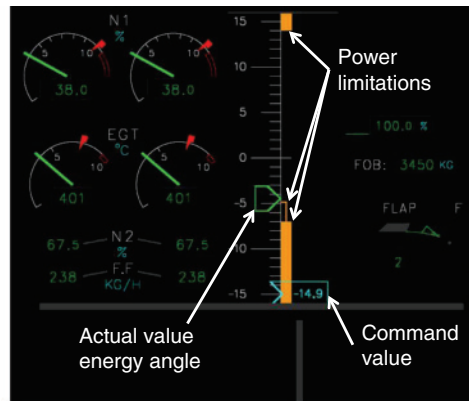 N1
%
5
10
38.0
5
10
38.0
EGT
°C
5
10
401
5
10
401
67.5 N2 67.5
%
238 F.F 238
KG/H
15
10
5
0
-5
-10
-15
-14.9
Power
limitations
100.0 %
FOB: 3450 KG
FLAP F
2
Actual value
energy angle
Command
value